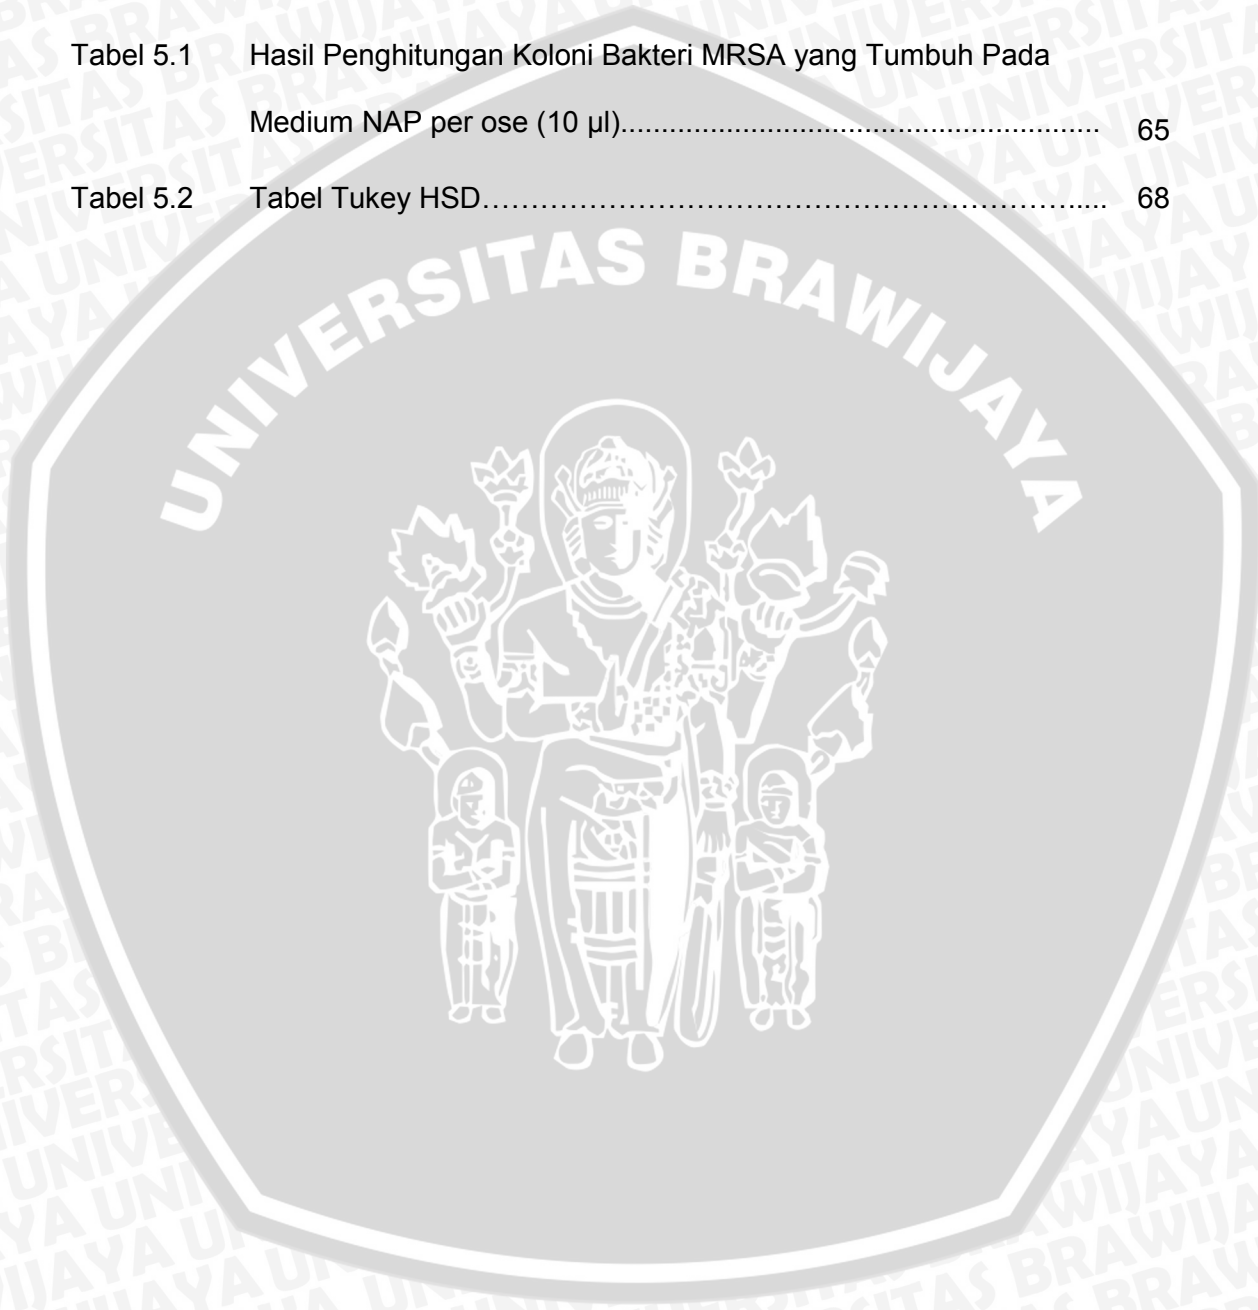 Tabel 5.1 Hasil Penghitungan Koloni Bakteri MRSA yang Tumbuh Pada
Medium NAP per ose (10 µl)........................................................... 65
Tabel 5.2 Tabel Tukey HSD…………………………………………………….... 68
UNIVERSITAS BRAWIJAYA